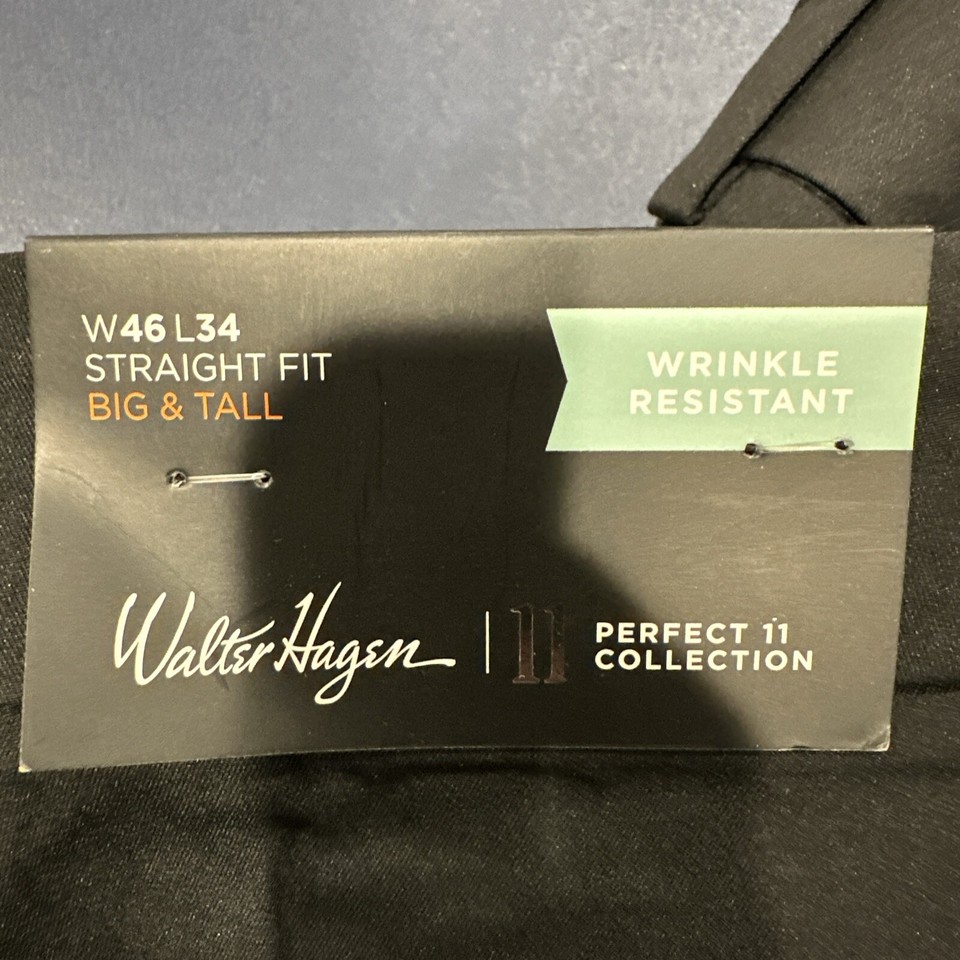 W46 L34
STRAIGHT FIT
BIG & TALL
WRINKLE
RESISTANT
Walter Hagen
11
PERFECT 11
COLLECTION